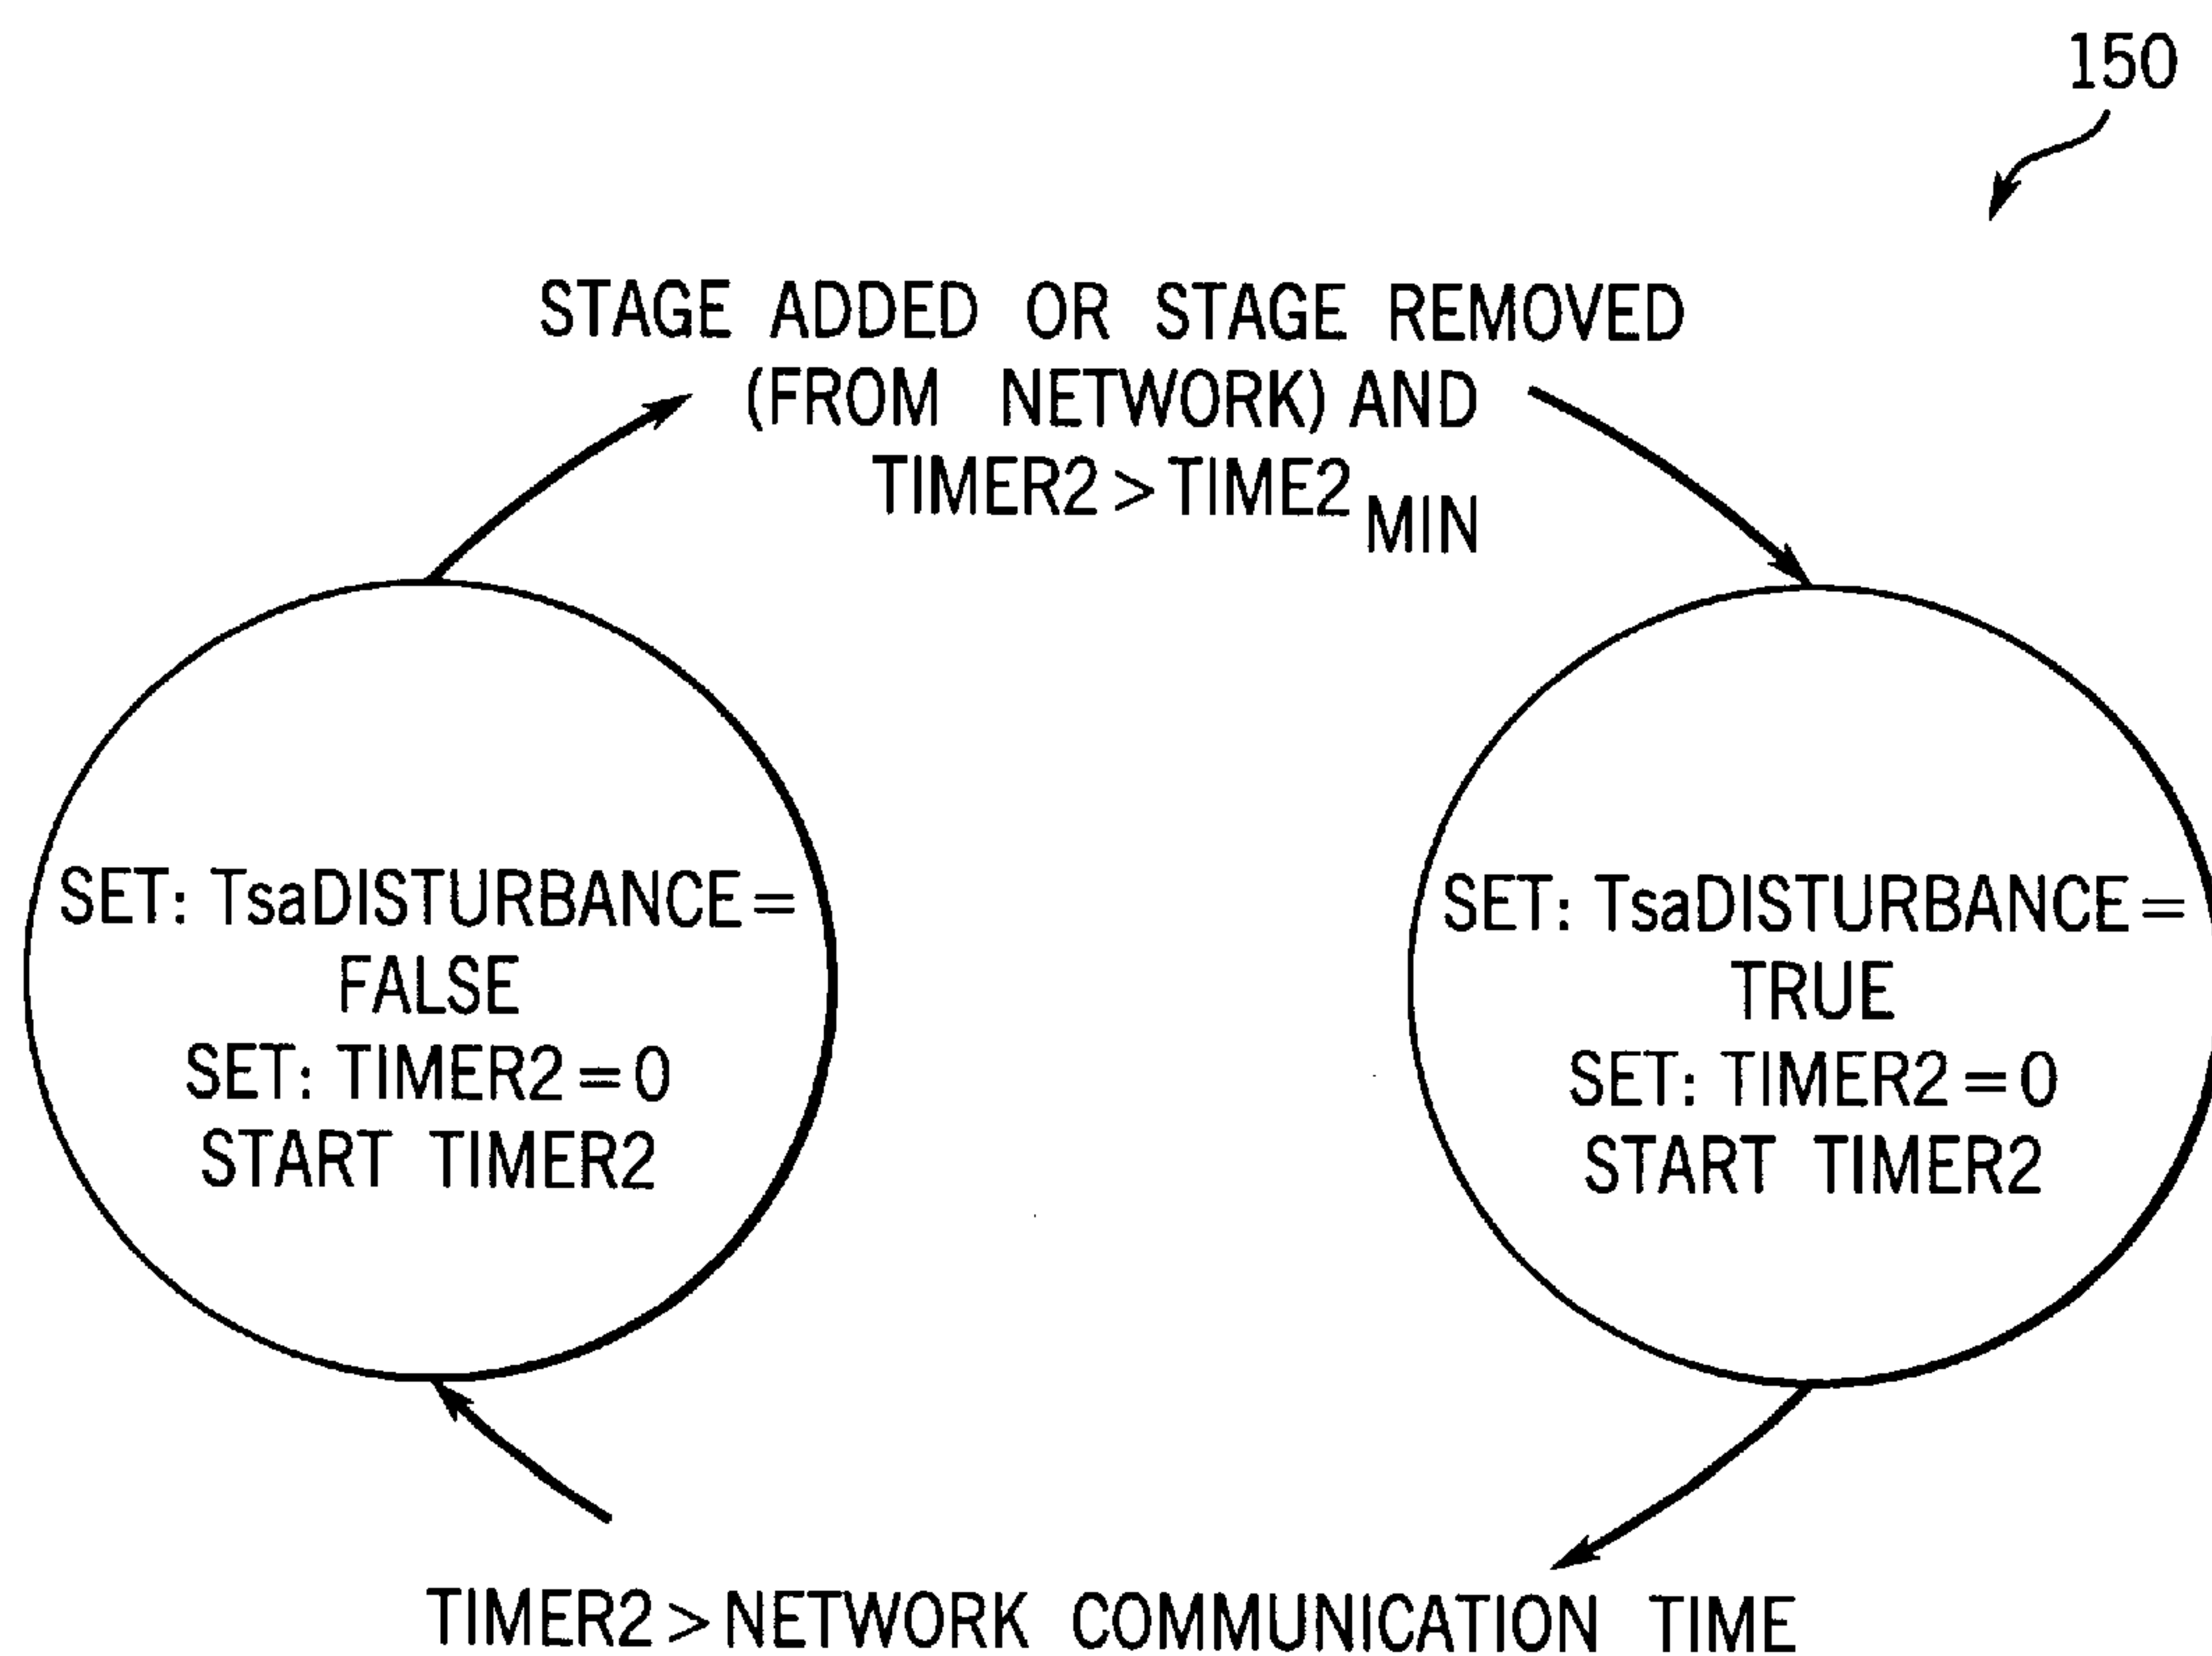 150
STAGE ADDED OR STAGE REMOVED
(FROM NETWORK) AND
TIMER2 > TIME2 MIN
SET: TsaDISTURBANCE =
FALSE
SET: TIMER2 = 0
START TIMER2
SET: TsaDISTURBANCE =
TRUE
SET: TIMER2 = 0
START TIMER2
TIMER2 > NETWORK COMMUNICATION TIME